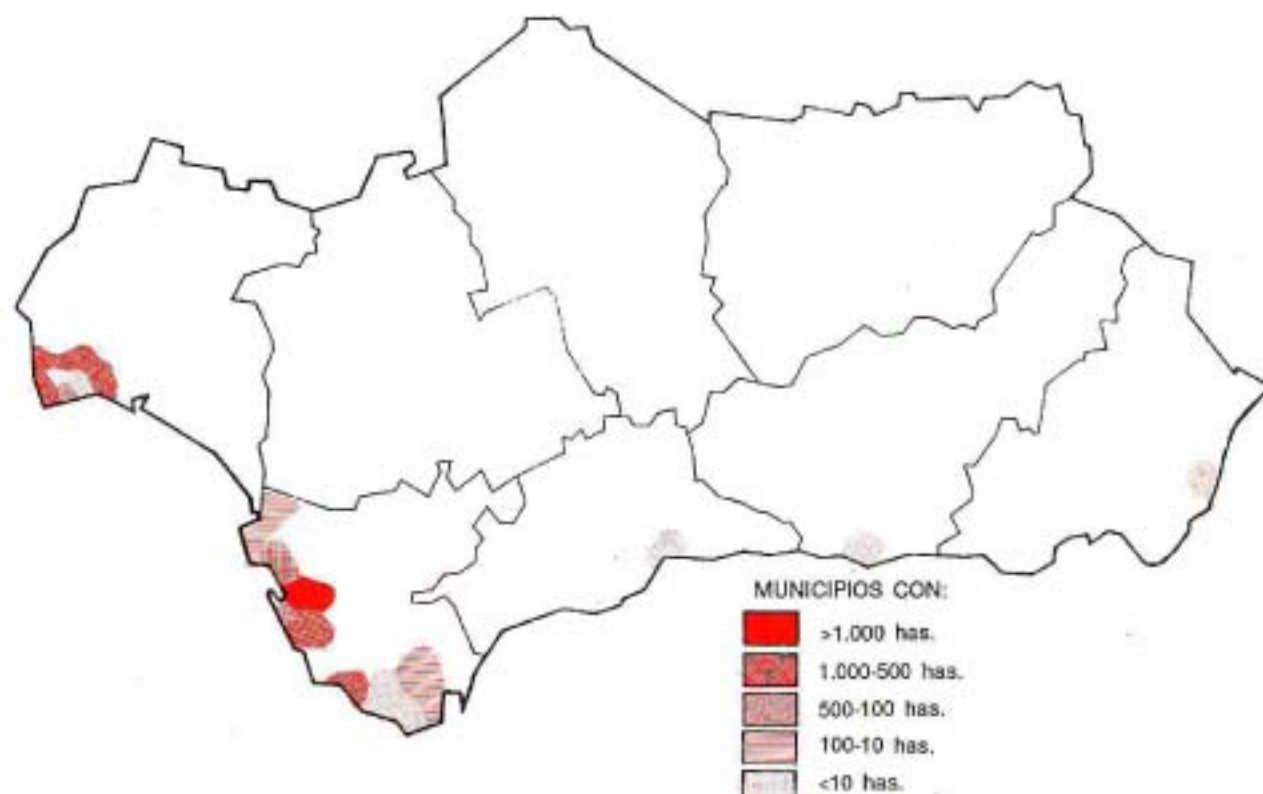 MUNICIPIOS CON:
>1.000 has.
1.000-500 has.
500-100 has.
100-10 has.
<10 has.